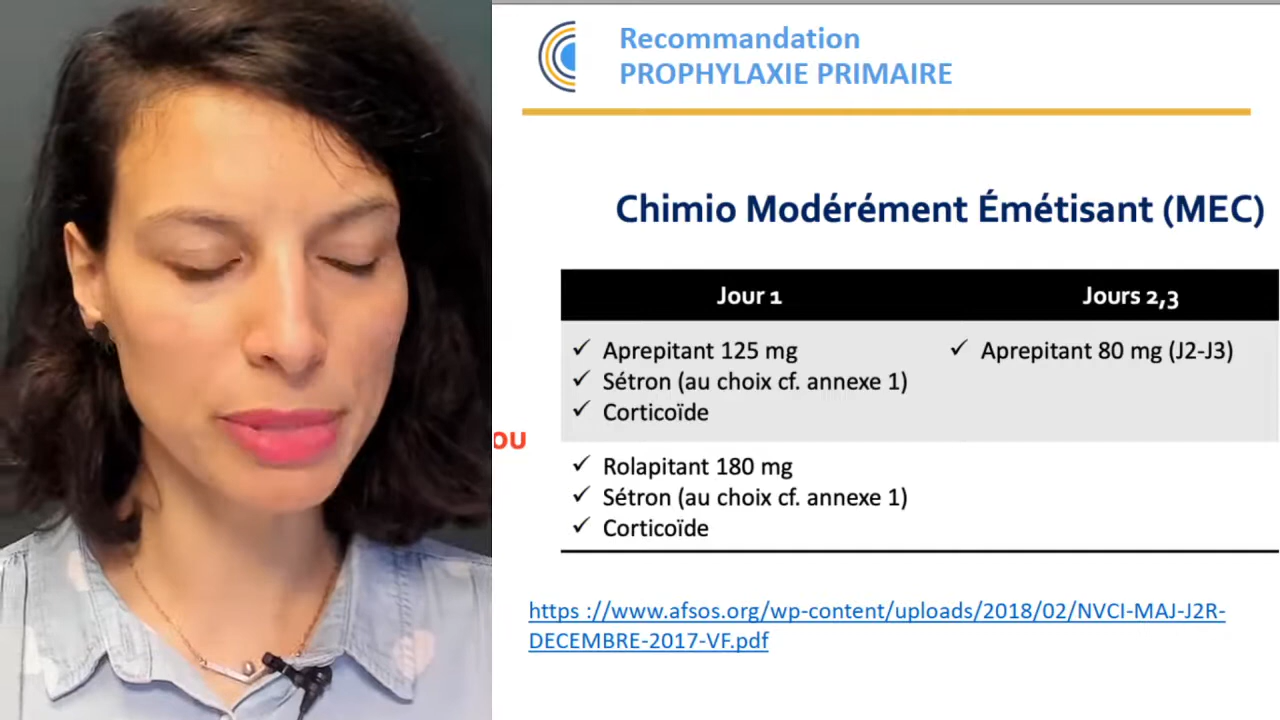 Recommandation
PROPHYLAXIE PRIMAIRE
Chimio Modérément Émétisant (MEC)
Jour 1
Jours 2,3
✓ Aprepitant 125 mg
✓ Aprepitant 80 mg (J2-J3)
✓ Sétron (au choix cf. annexe 1)
✓ Corticoïde
ou
✓ Rolapitant 180 mg
✓ Sétron (au choix cf. annexe 1)
✓ Corticoïde
https ://www.afsos.org/wp-content/uploads/2018/02/NVCI-MAJ-J2R-
DECEMBRE-2017-VF.pdf